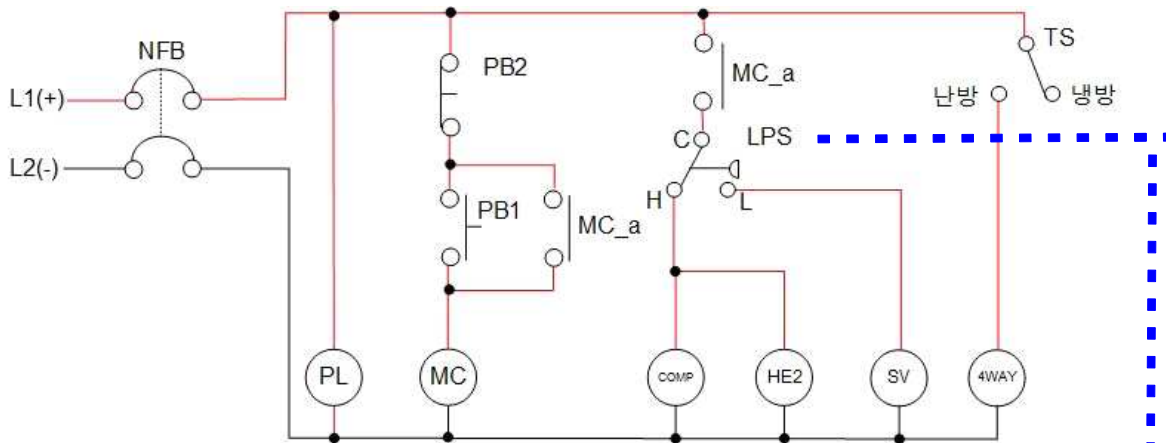 NFB
L1(+)
L2(-)
PB2
PB1
MC_a
MC_a
C
LPS
H
L
TS
난방
냉방
PL
MC
COMP
HE2
SV
4WAY